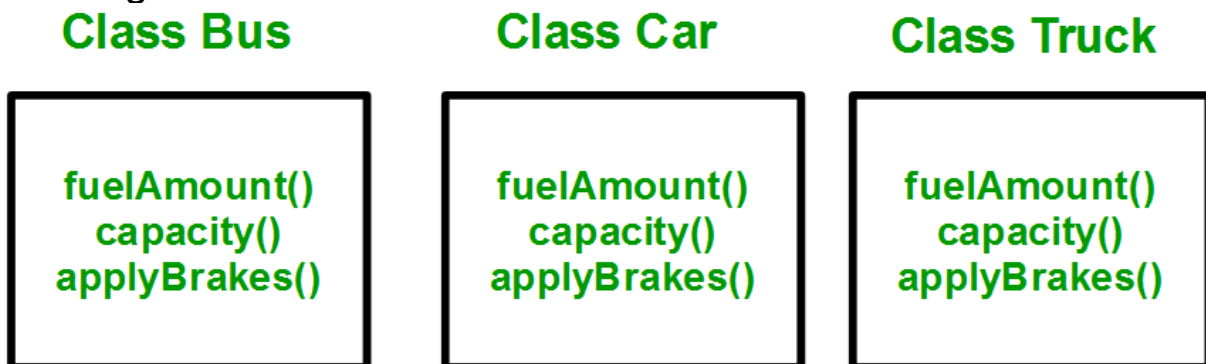 Class Bus
Class Car
Class Truck
fuelAmount()
capacity()
applyBrakes()
fuelAmount()
capacity()
applyBrakes()
fuelAmount()
capacity()
applyBrakes()